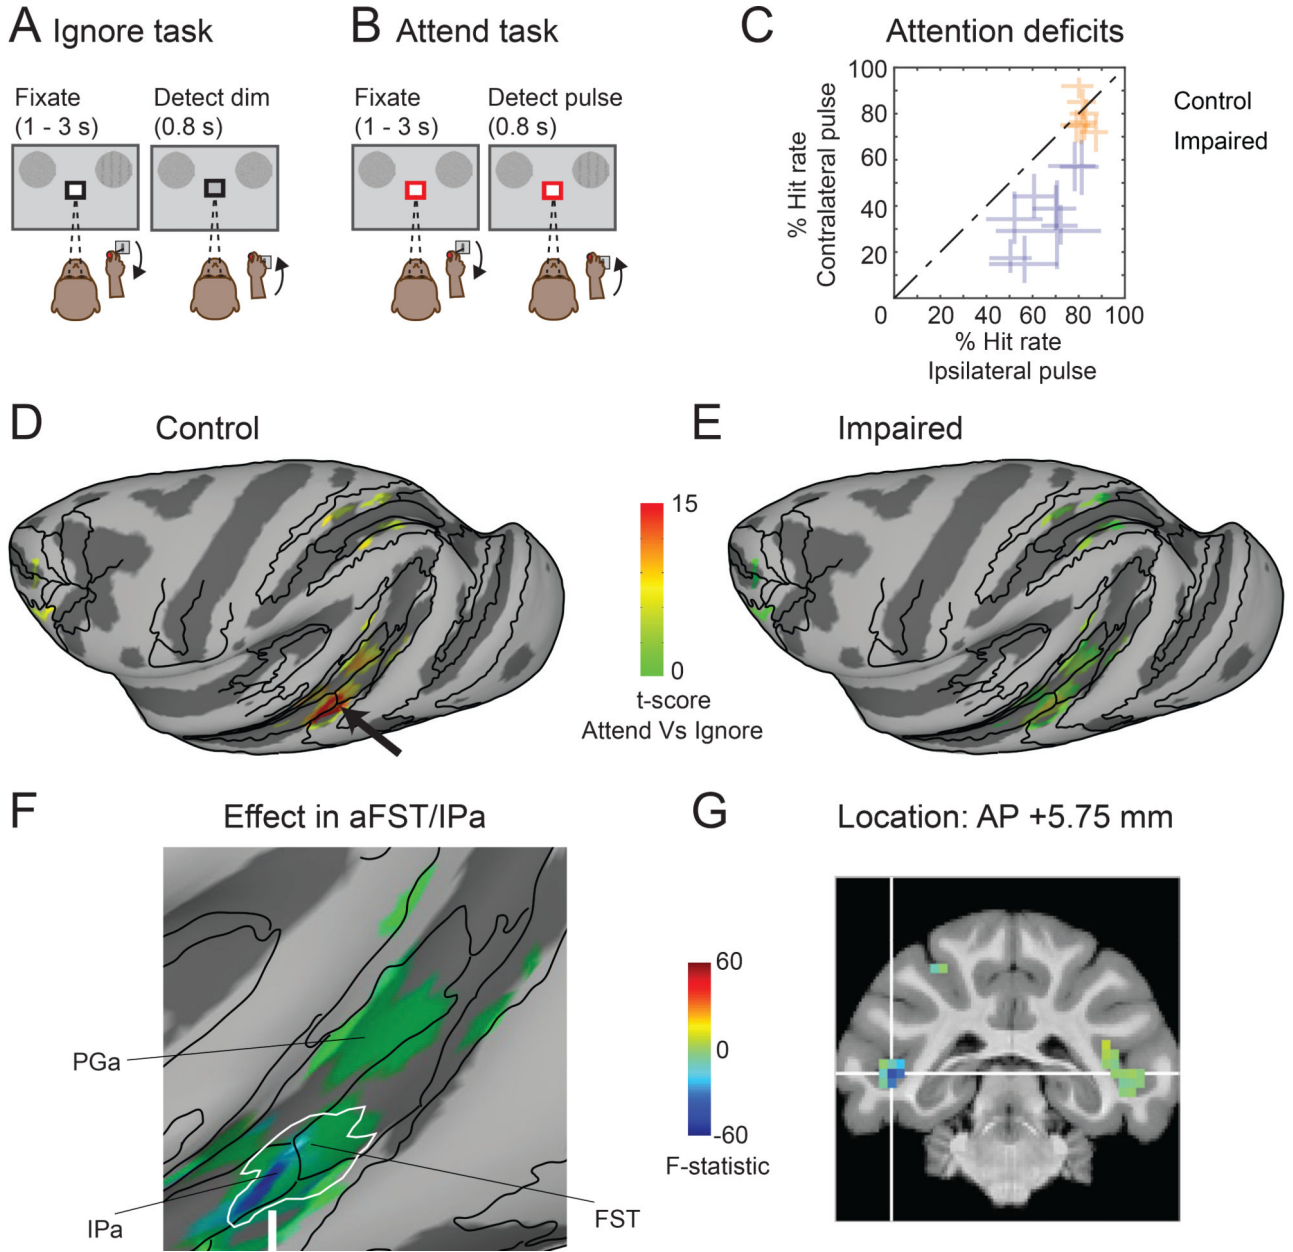 A Ignore task
Fixate
(1 - 3 s)
Detect dim
(0.8 s)
B Attend task
Fixate
(1 - 3 s)
Detect pulse
(0.8 s)
C Attention deficits
% Hit rate
Contralateral pulse
100
80
60
40
20
0
20
40
60
80
100
% Hit rate
Ipsilateral pulse
Control
Impaired
D Control
15
0
t-score
Attend Vs Ignore
E Impaired
F Effect in aFST/IPa
PGa
IPa
FST
G Location: AP +5.75 mm
60
0
-60
F-statistic